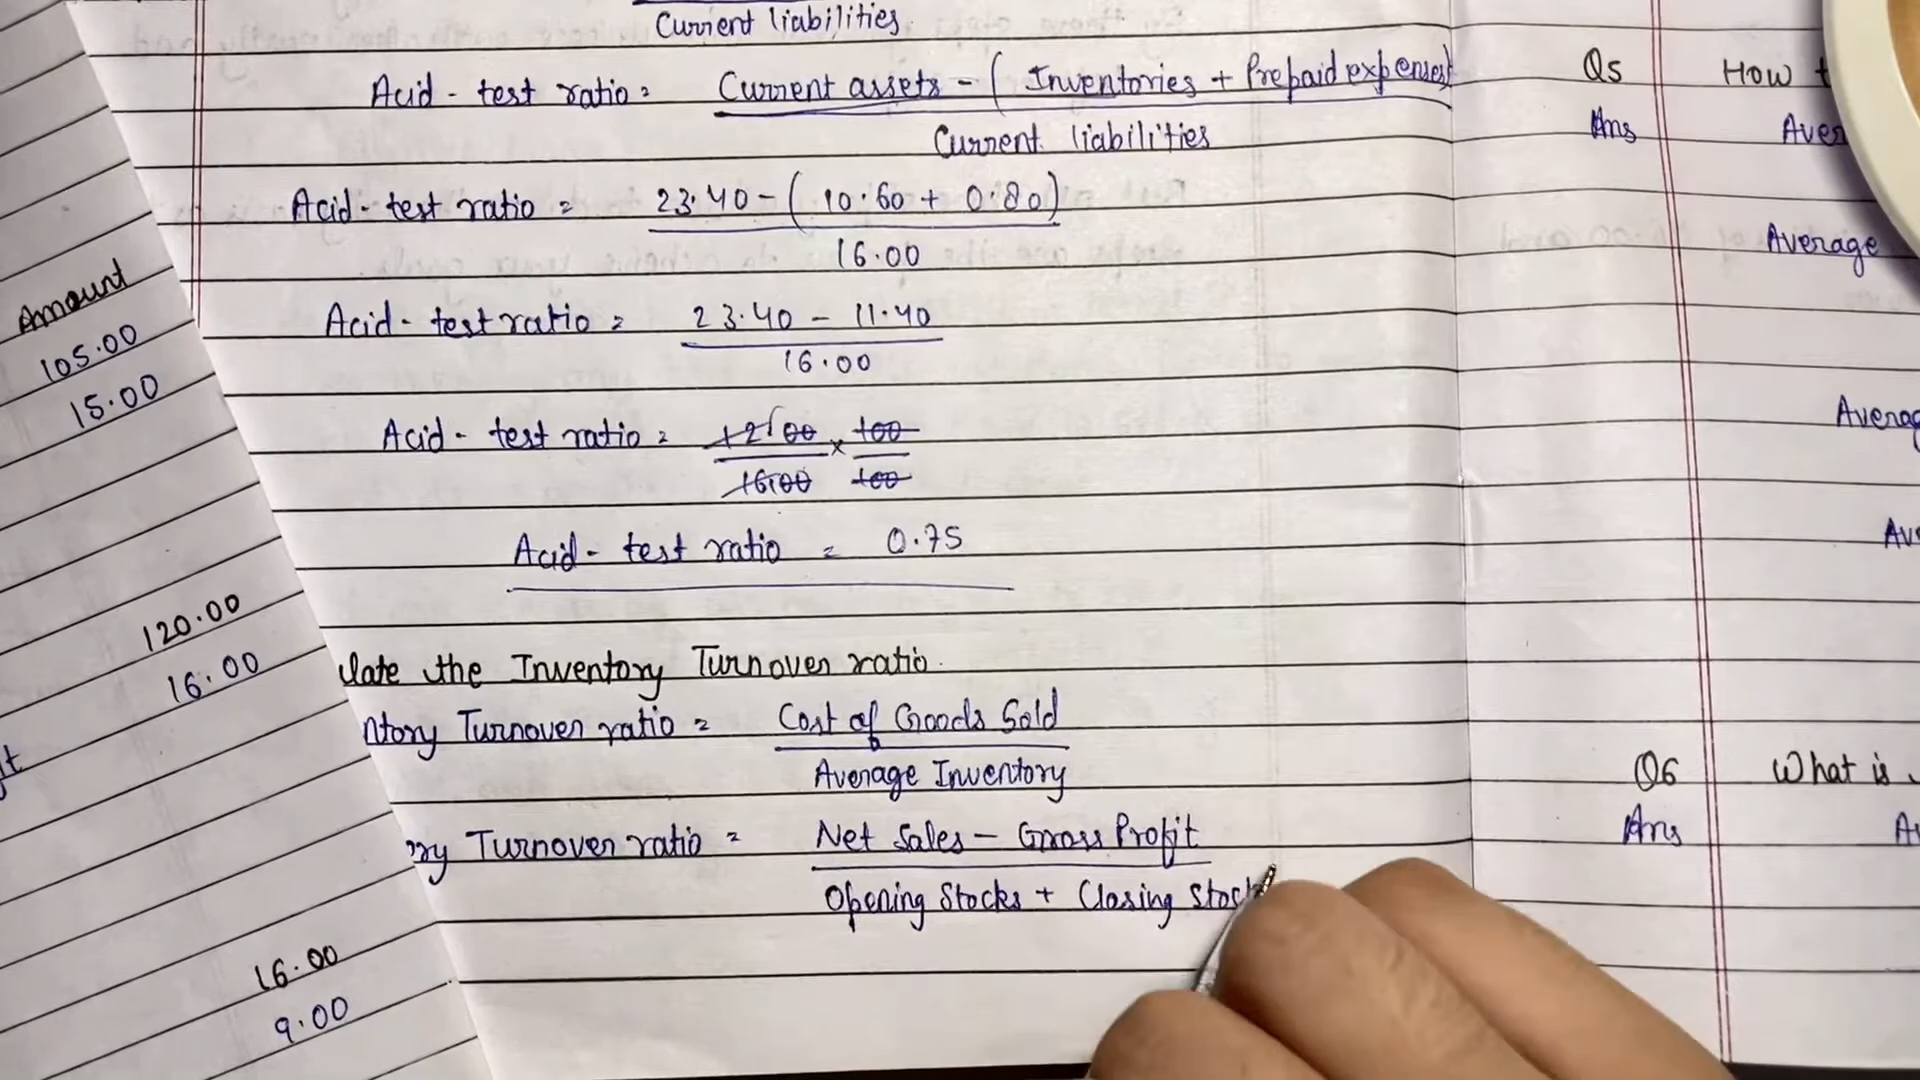 Current liabilities
Acid - test ratio = Current assets - ( Inventories + Prepaid expenses)
Current liabilities
Acid - test ratio = 23.40 - ( 10.60 + 0.80)
16.00
Acid - test ratio = 23.40 - 11.40
16.00
Acid - test ratio = 12.00 × 100
16.00 100
Acid - test ratio = 0.75
late the Inventory Turnover ratio.
ntory Turnover ratio = Cost of Goods Sold
Average Inventory
ry Turnover ratio = Net Sales - Gross Profit
Opening Stocks + Closing Stock
Amount
105.00
15.00
120.00
16.00
16.00
9.00
Q5 How t
Ans Aver
Average
Averag
Av
Q6 What is
Ans A